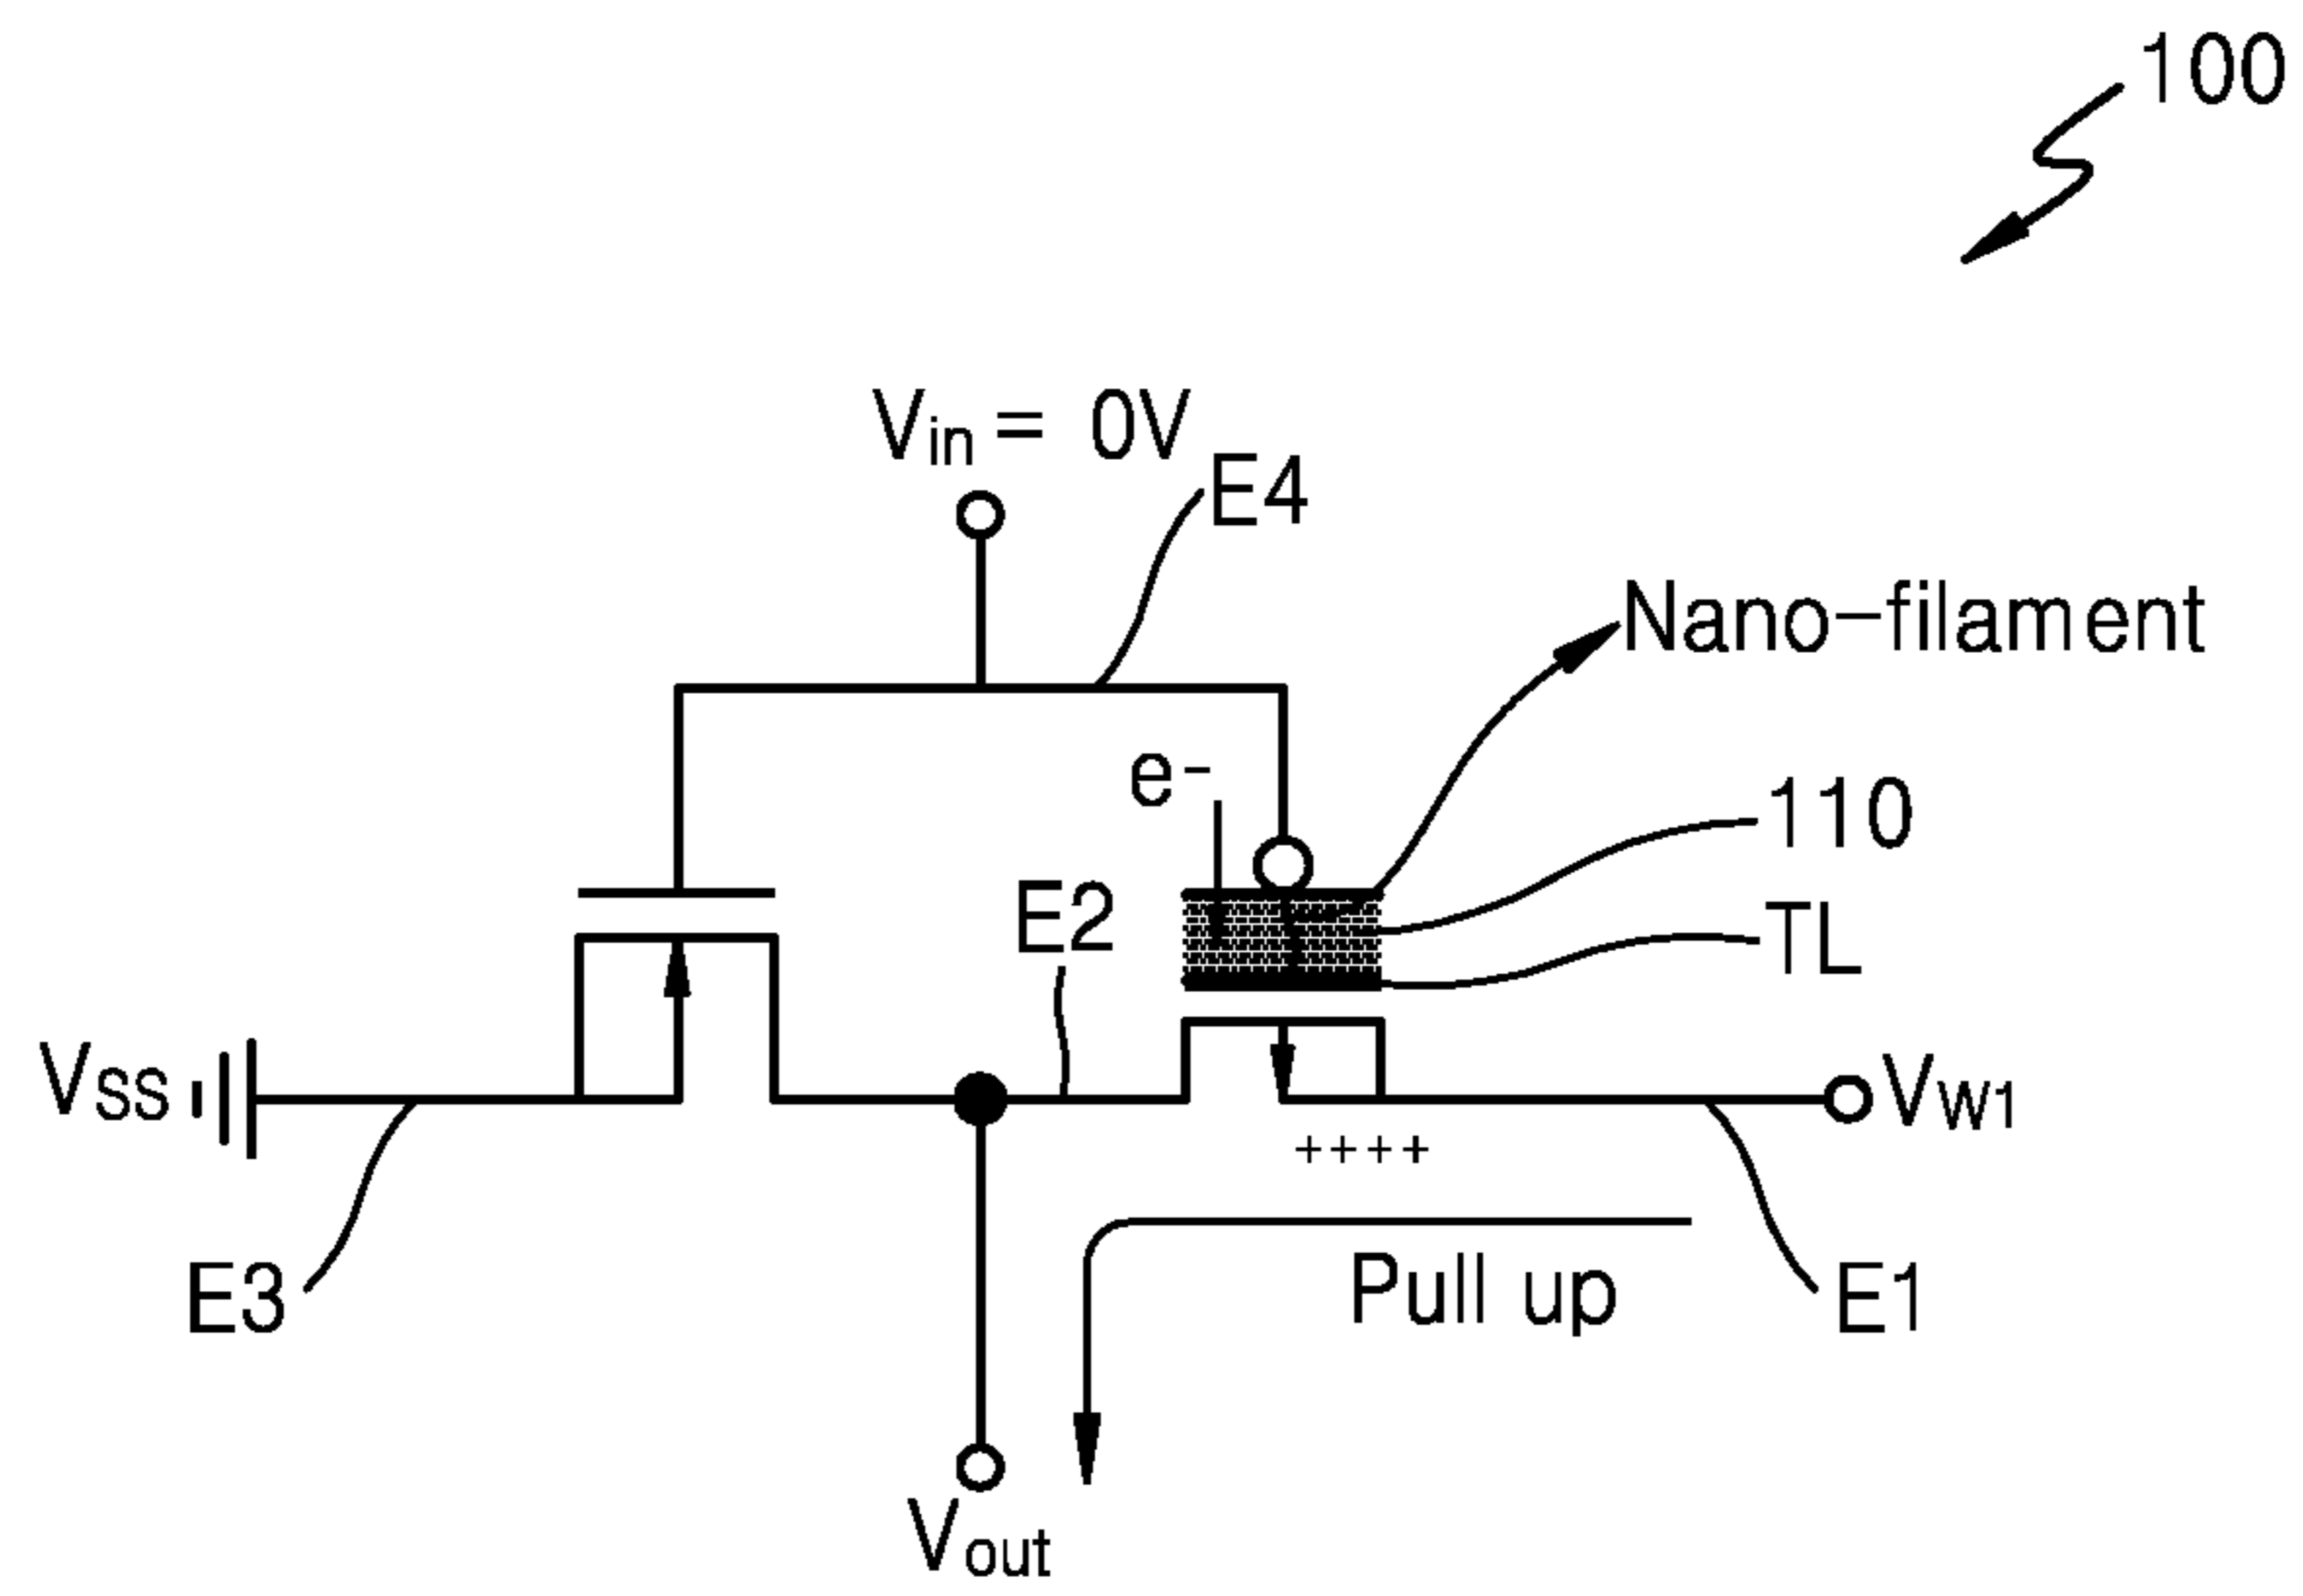 100
Vin = 0V
E4
Nano-filament
e-
110
E2
TL
VSS
VW1
++++
E3
Pull up
E1
Vout